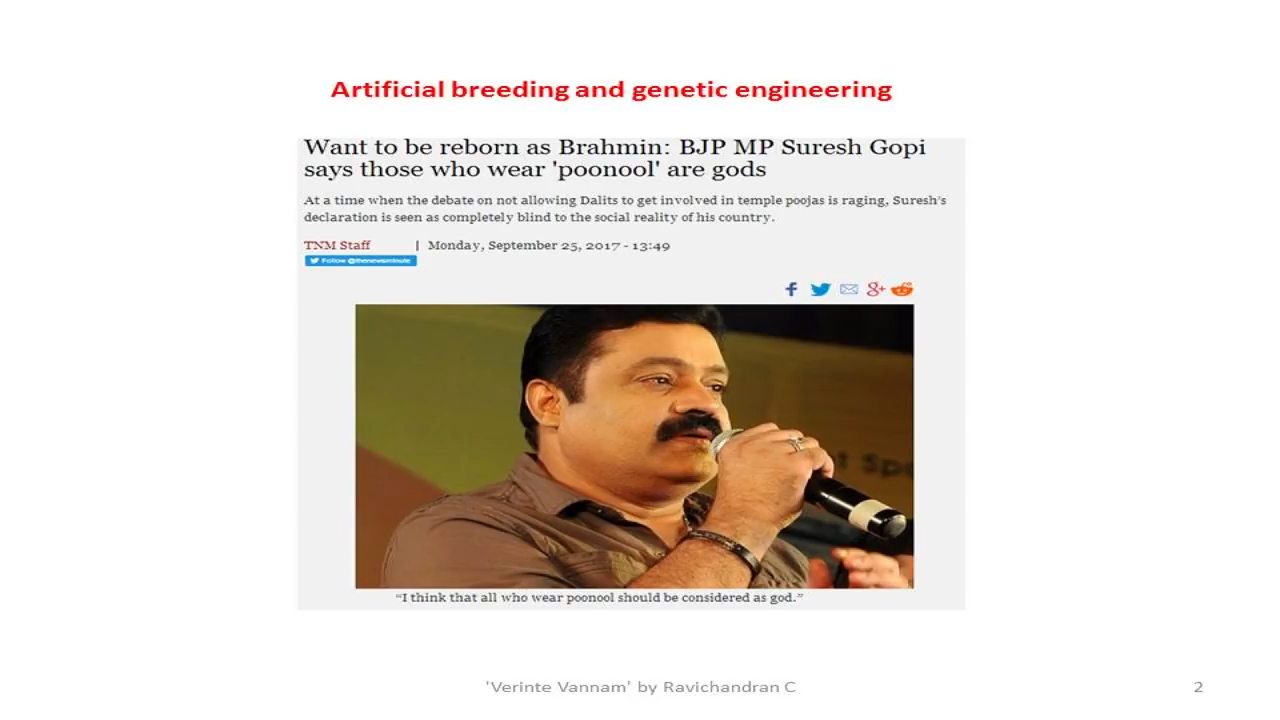 Artificial breeding and genetic engineering
Want to be reborn as Brahmin: BJP MP Suresh Gopi
says those who wear 'poonool' are gods
At a time when the debate on not allowing Dalits to get involved in temple poojas is raging, Suresh's
declaration is seen as completely blind to the social reality of his country.
TNM Staff | Monday, September 25, 2017 - 13:49
Follow @thenewsminute
“I think that all who wear poonool should be considered as god.”
'Verinte Vannam' by Ravichandran C
2